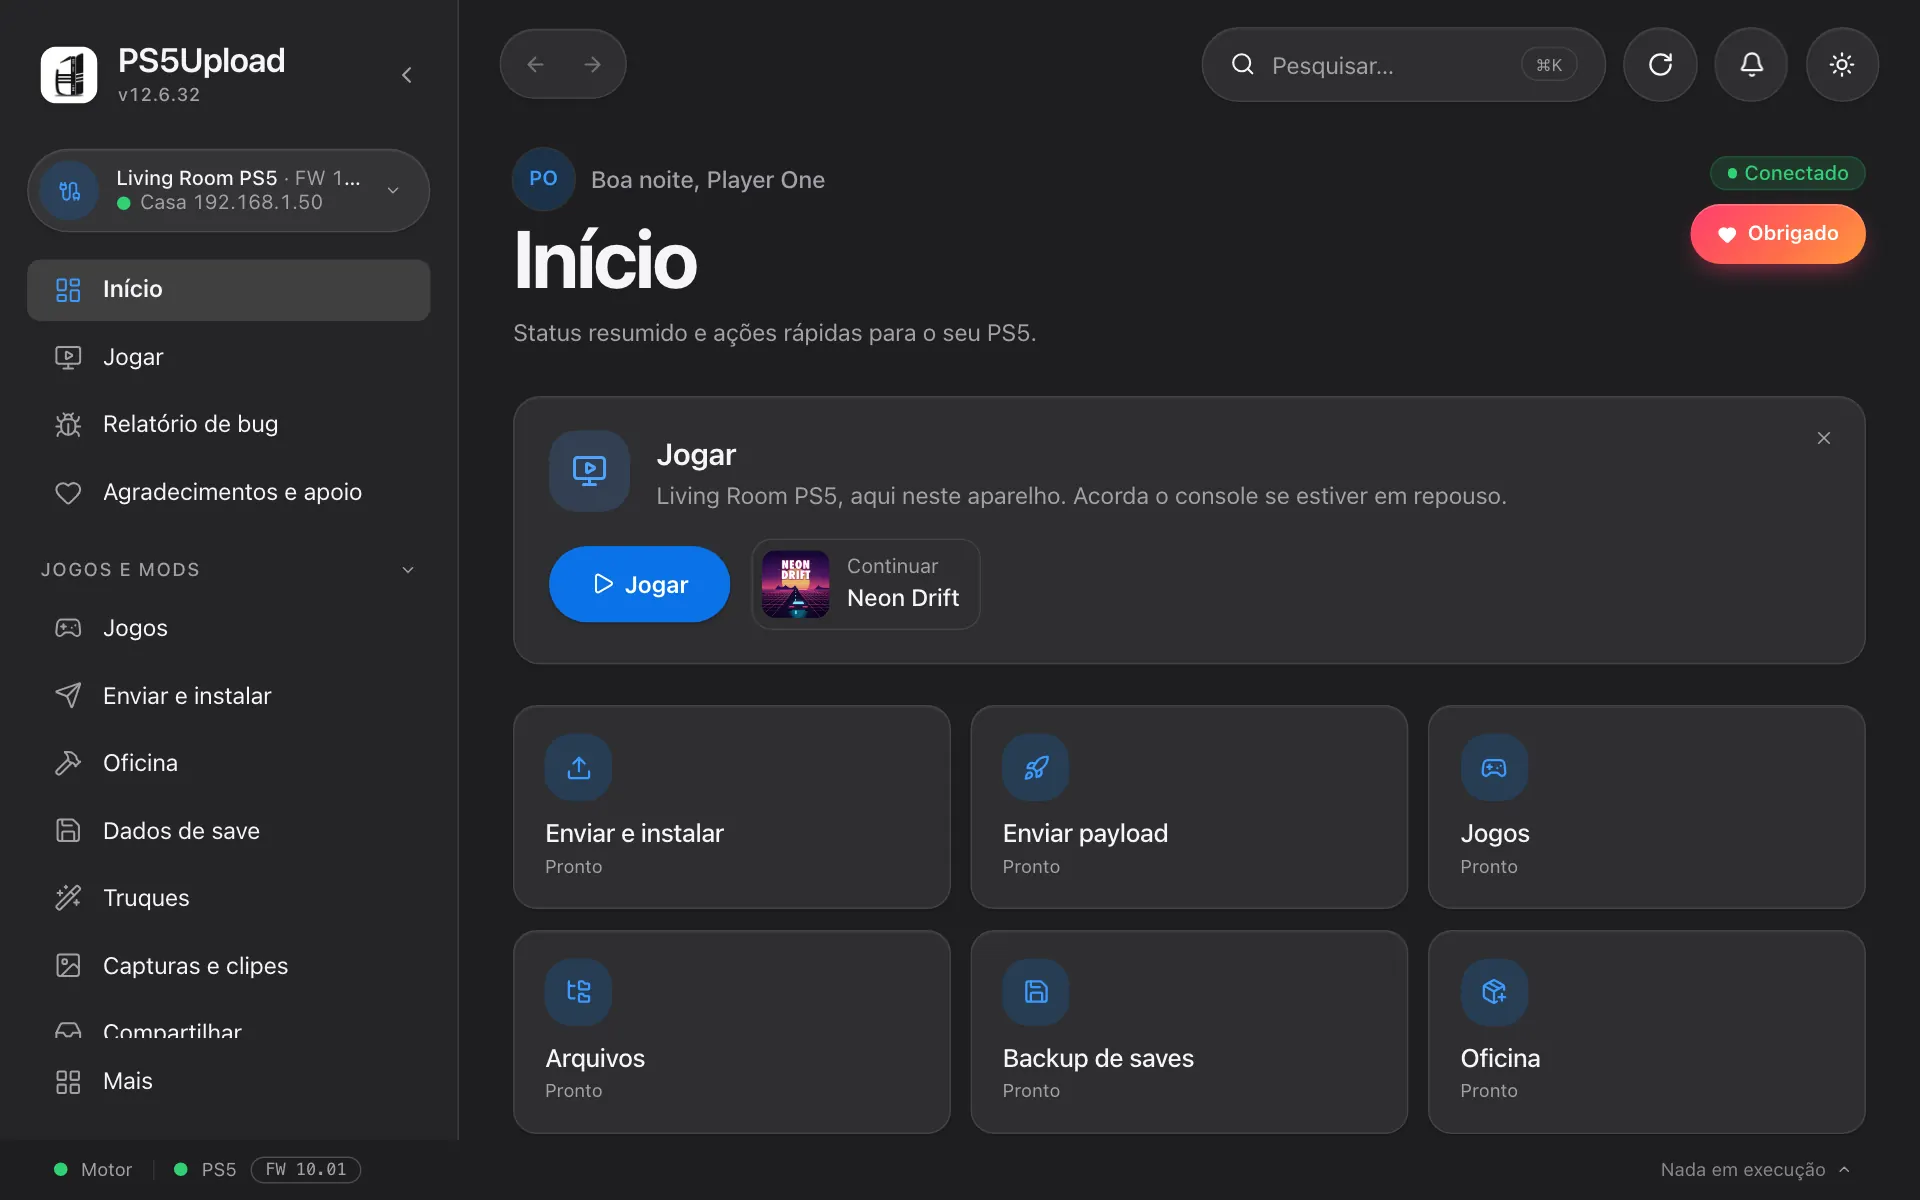 PS5Upload
v12.6.32
Living Room PS5 · FW 1...
Casa 192.168.1.50
Início
Jogar
Relatório de bug
Agradecimentos e apoio
JOGOS E MODS
Jogos
Enviar e instalar
Oficina
Dados de save
Truques
Capturas e clipes
Compartilhar
Mais
Pesquisar...
⌘K
PO
Boa noite, Player One
Conectado
Obrigado
Início
Status resumido e ações rápidas para o seu PS5.
Jogar
Living Room PS5, aqui neste aparelho. Acorda o console se estiver em repouso.
Jogar
NEON
DRIFT
Continuar
Neon Drift
Enviar e instalar
Pronto
Enviar payload
Pronto
Jogos
Pronto
Arquivos
Pronto
Backup de saves
Pronto
Oficina
Pronto
Motor
PS5
FW 10.01
Nada em execução